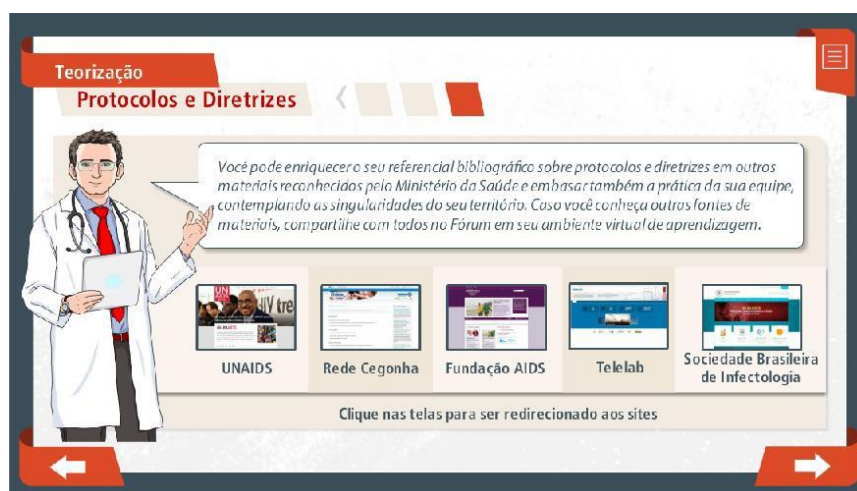 Teorização
Protocolos e Diretrizes
Você pode enriquecer o seu referencial bibliográfico sobre protocolos e diretrizes em outros
materiais reconhecidos pelo Ministério da Saúde e embasar também a prática da sua equipe,
contemplando as singularidades do seu território. Caso você conheça outras fontes de
materiais, compartilhe com todos no Fórum em seu ambiente virtual de aprendizagem.
UN
HIV tre
UNAIDS
Rede Cegonha
Fundação AIDS
Telelab
Sociedade Brasileira
de Infectologia
Clique nas telas para ser redirecionado aos sites